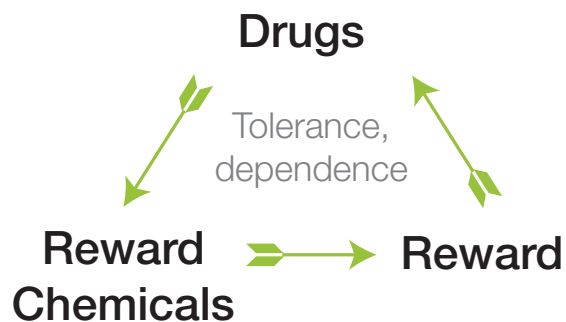 Drugs
Tolerance,
dependence
Reward
Chemicals
Reward